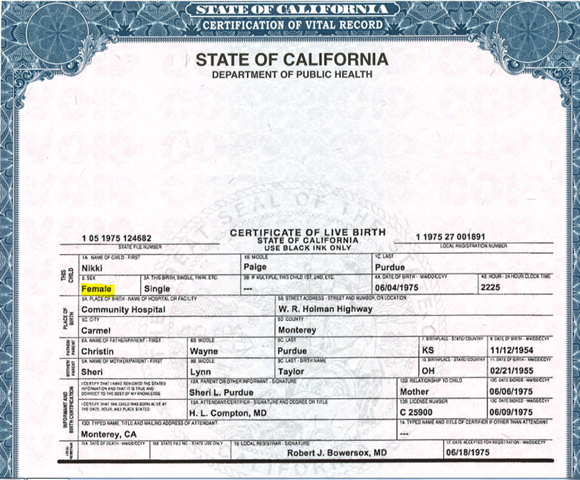 STATE OF CALIFORNIA
CERTIFICATION OF VITAL RECORD
STATE OF CALIFORNIA
DEPARTMENT OF PUBLIC HEALTH
CERTIFICATE OF LIVE BIRTH
1 05 1975 124682 STATE OF CALIFORNIA 1 1975 27 001891
STATE FILE NUMBER USE BLACK INK ONLY LOCAL REGISTRATION NUMBER
THIS CHILD
1A. NAME OF CHILD - FIRST 1B. MIDDLE 1C. LAST
Nikki Paige Purdue
2. SEX 3A. THIS BIRTH, SINGLE, TWIN, ETC. 3B. IF MULTIPLE, THIS CHILD 1ST, 2ND, ETC. 4A. DATE OF BIRTH - MM/DD/CCYY 4B. HOUR - 24 HOUR CLOCK TIME
Female Single --- 06/04/1975 2225
PLACE OF BIRTH
5A. PLACE OF BIRTH - NAME OF HOSPITAL OR FACILITY 5B. STREET ADDRESS - STREET AND NUMBER, OR LOCATION
Community Hospital W. R. Holman Highway
5C. CITY 5D. COUNTY
Carmel Monterey
6A. NAME OF FATHER/PARENT - FIRST 6B. MIDDLE 6C. LAST 7. BIRTHPLACE - STATE/COUNTRY 8. DATE OF BIRTH - MM/DD/CCYY
Christin Wayne Purdue KS 11/12/1954
9A. NAME OF MOTHER/PARENT - FIRST 9B. MIDDLE 9C. LAST - BIRTH NAME 10. BIRTHPLACE - STATE/COUNTRY 11. DATE OF BIRTH - MM/DD/CCYY
Sheri Lynn Taylor OH 02/21/1955
INFORMANT AND BIRTH CERTIFICATION
I CERTIFY THAT I HAVE REVIEWED THE STATED INFORMATION AND THAT IT IS TRUE AND CORRECT TO THE BEST OF MY KNOWLEDGE
12A. PARENT OR OTHER INFORMANT - SIGNATURE 12B. RELATIONSHIP TO CHILD 12C. DATE SIGNED - MM/DD/CCYY
Sheri L. Purdue Mother 06/06/1975
I CERTIFY THAT THE CHILD WAS BORN ALIVE AT THE DATE, HOUR, AND PLACE STATED.
13A. ATTENDANT/CERTIFIER - SIGNATURE AND DEGREE OR TITLE 13B. LICENSE NUMBER 13C. DATE SIGNED - MM/DD/CCYY
H. L. Compton, MD C 25900 06/09/1975
13D. TYPED NAME, TITLE AND MAILING ADDRESS OF ATTENDANT 14. TYPED NAME AND TITLE OF CERTIFIER IF OTHER THAN ATTENDANT
Monterey, CA ---
15A. DATE OF DEATH - MM/DD/CCYY 15B. STATE FILE NO. - STATE USE ONLY 16. LOCAL REGISTRAR - SIGNATURE 17. DATE ACCEPTED FOR REGISTRATION - MM/DD/CCYY
Robert J. Bowersox, MD 06/18/1975